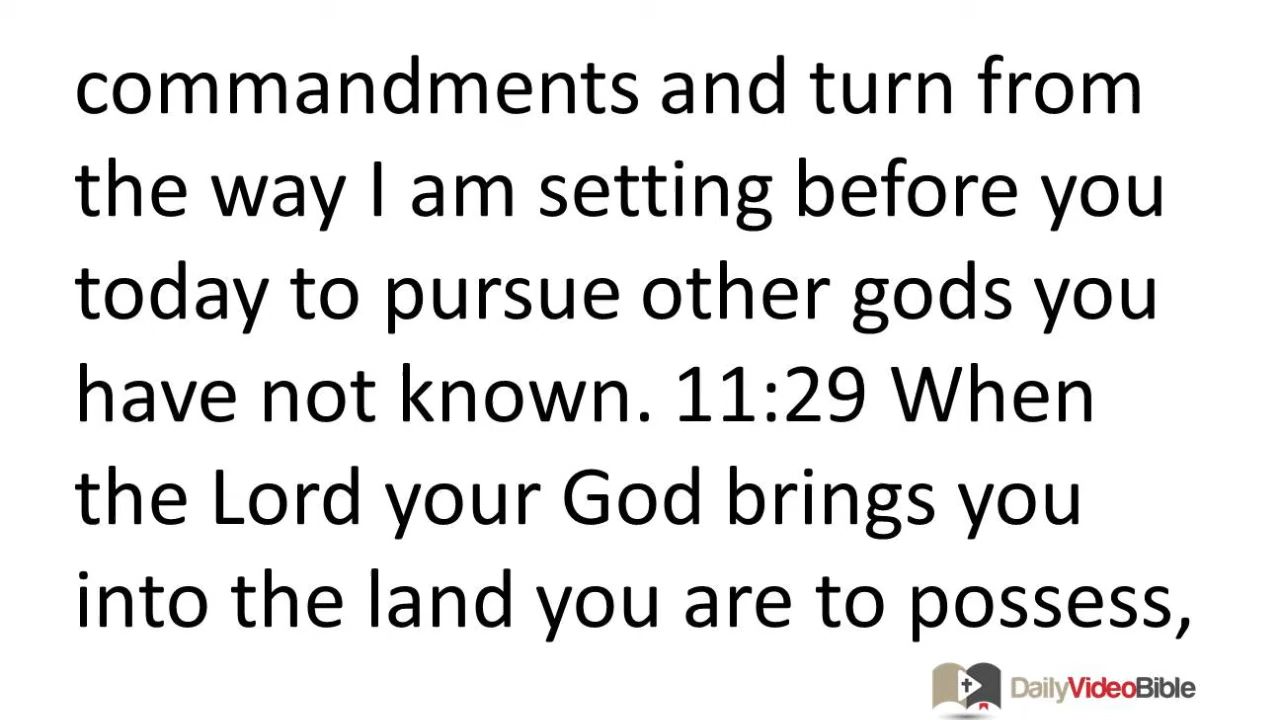 commandments and turn from
the way I am setting before you
today to pursue other gods you
have not known. 11:29 When
the Lord your God brings you
into the land you are to possess,
DailyVideoBible